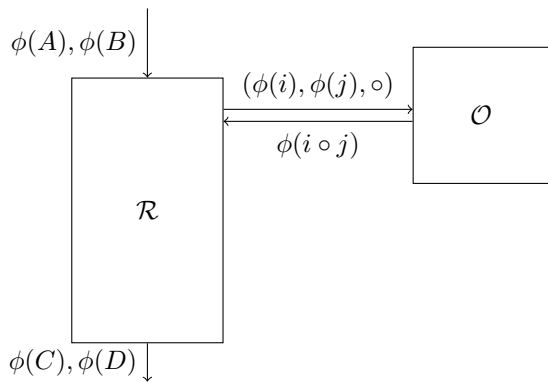 ϕ(A), ϕ(B)
(ϕ(i), ϕ(j), ∘)
𝒪
ϕ(i ∘ j)
ℛ
ϕ(C), ϕ(D)